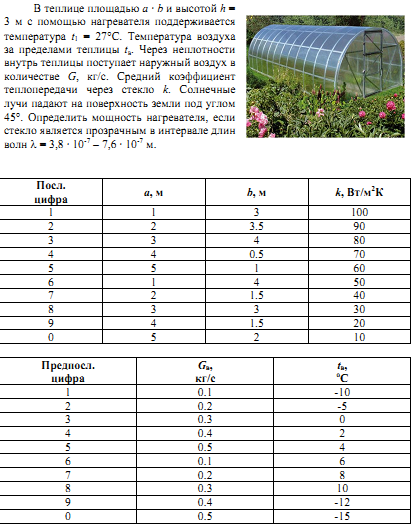 В теплице площадью a · b и высотой h =
3 м с помощью нагревателя поддерживается
температура t₁ = 27°С. Температура воздуха
за пределами теплицы tₐ. Через неплотности
внутрь теплицы поступает наружный воздух в
количестве G, кг/с. Средний коэффициент
теплопередачи через стекло k. Солнечные
лучи падают на поверхность земли под углом
45°. Определить мощность нагревателя, если
стекло является прозрачным в интервале длин
волн λ = 3,8 · 10⁻⁷ – 7,6 · 10⁻⁷ м.
Посл. цифра	a, м	b, м	k, Вт/м²К
1	1	3	100
2	2	3.5	90
3	3	4	80
4	4	0.5	70
5	5	1	60
6	1	4	50
7	2	1.5	40
8	3	3	30
9	4	1.5	20
0	5	2	10
Предпосл. цифра	Gₐ, кг/с	tₐ, °С
1	0.1	-10
2	0.2	-5
3	0.3	0
4	0.4	2
5	0.5	4
6	0.1	6
7	0.2	8
8	0.3	10
9	0.4	-12
0	0.5	-15